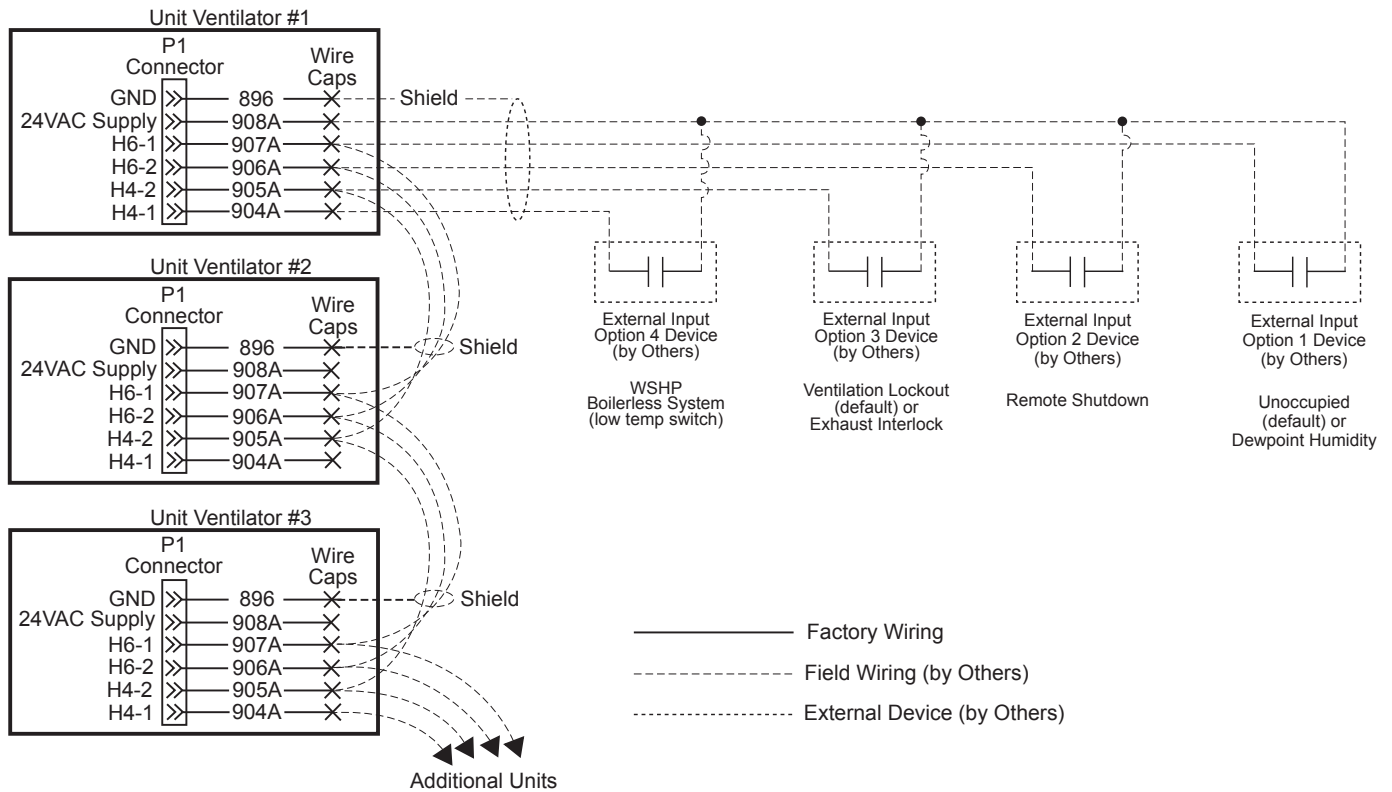 Unit Ventilator #1
P1
Connector
Wire
Caps
GND
896
Shield
24VAC Supply
908A
H6-1
907A
H6-2
906A
H4-2
905A
H4-1
904A
Unit Ventilator #2
P1
Connector
Wire
Caps
GND
896
Shield
24VAC Supply
908A
H6-1
907A
H6-2
906A
H4-2
905A
H4-1
904A
Unit Ventilator #3
P1
Connector
Wire
Caps
GND
896
Shield
24VAC Supply
908A
H6-1
907A
H6-2
906A
H4-2
905A
H4-1
904A
Additional Units
External Input
Option 4 Device
(by Others)
WSHP
Boilerless System
(low temp switch)
External Input
Option 3 Device
(by Others)
Ventilation Lockout
(default) or
Exhaust Interlock
External Input
Option 2 Device
(by Others)
Remote Shutdown
External Input
Option 1 Device
(by Others)
Unoccupied
(default) or
Dewpoint Humidity
Factory Wiring
Field Wiring (by Others)
External Device (by Others)